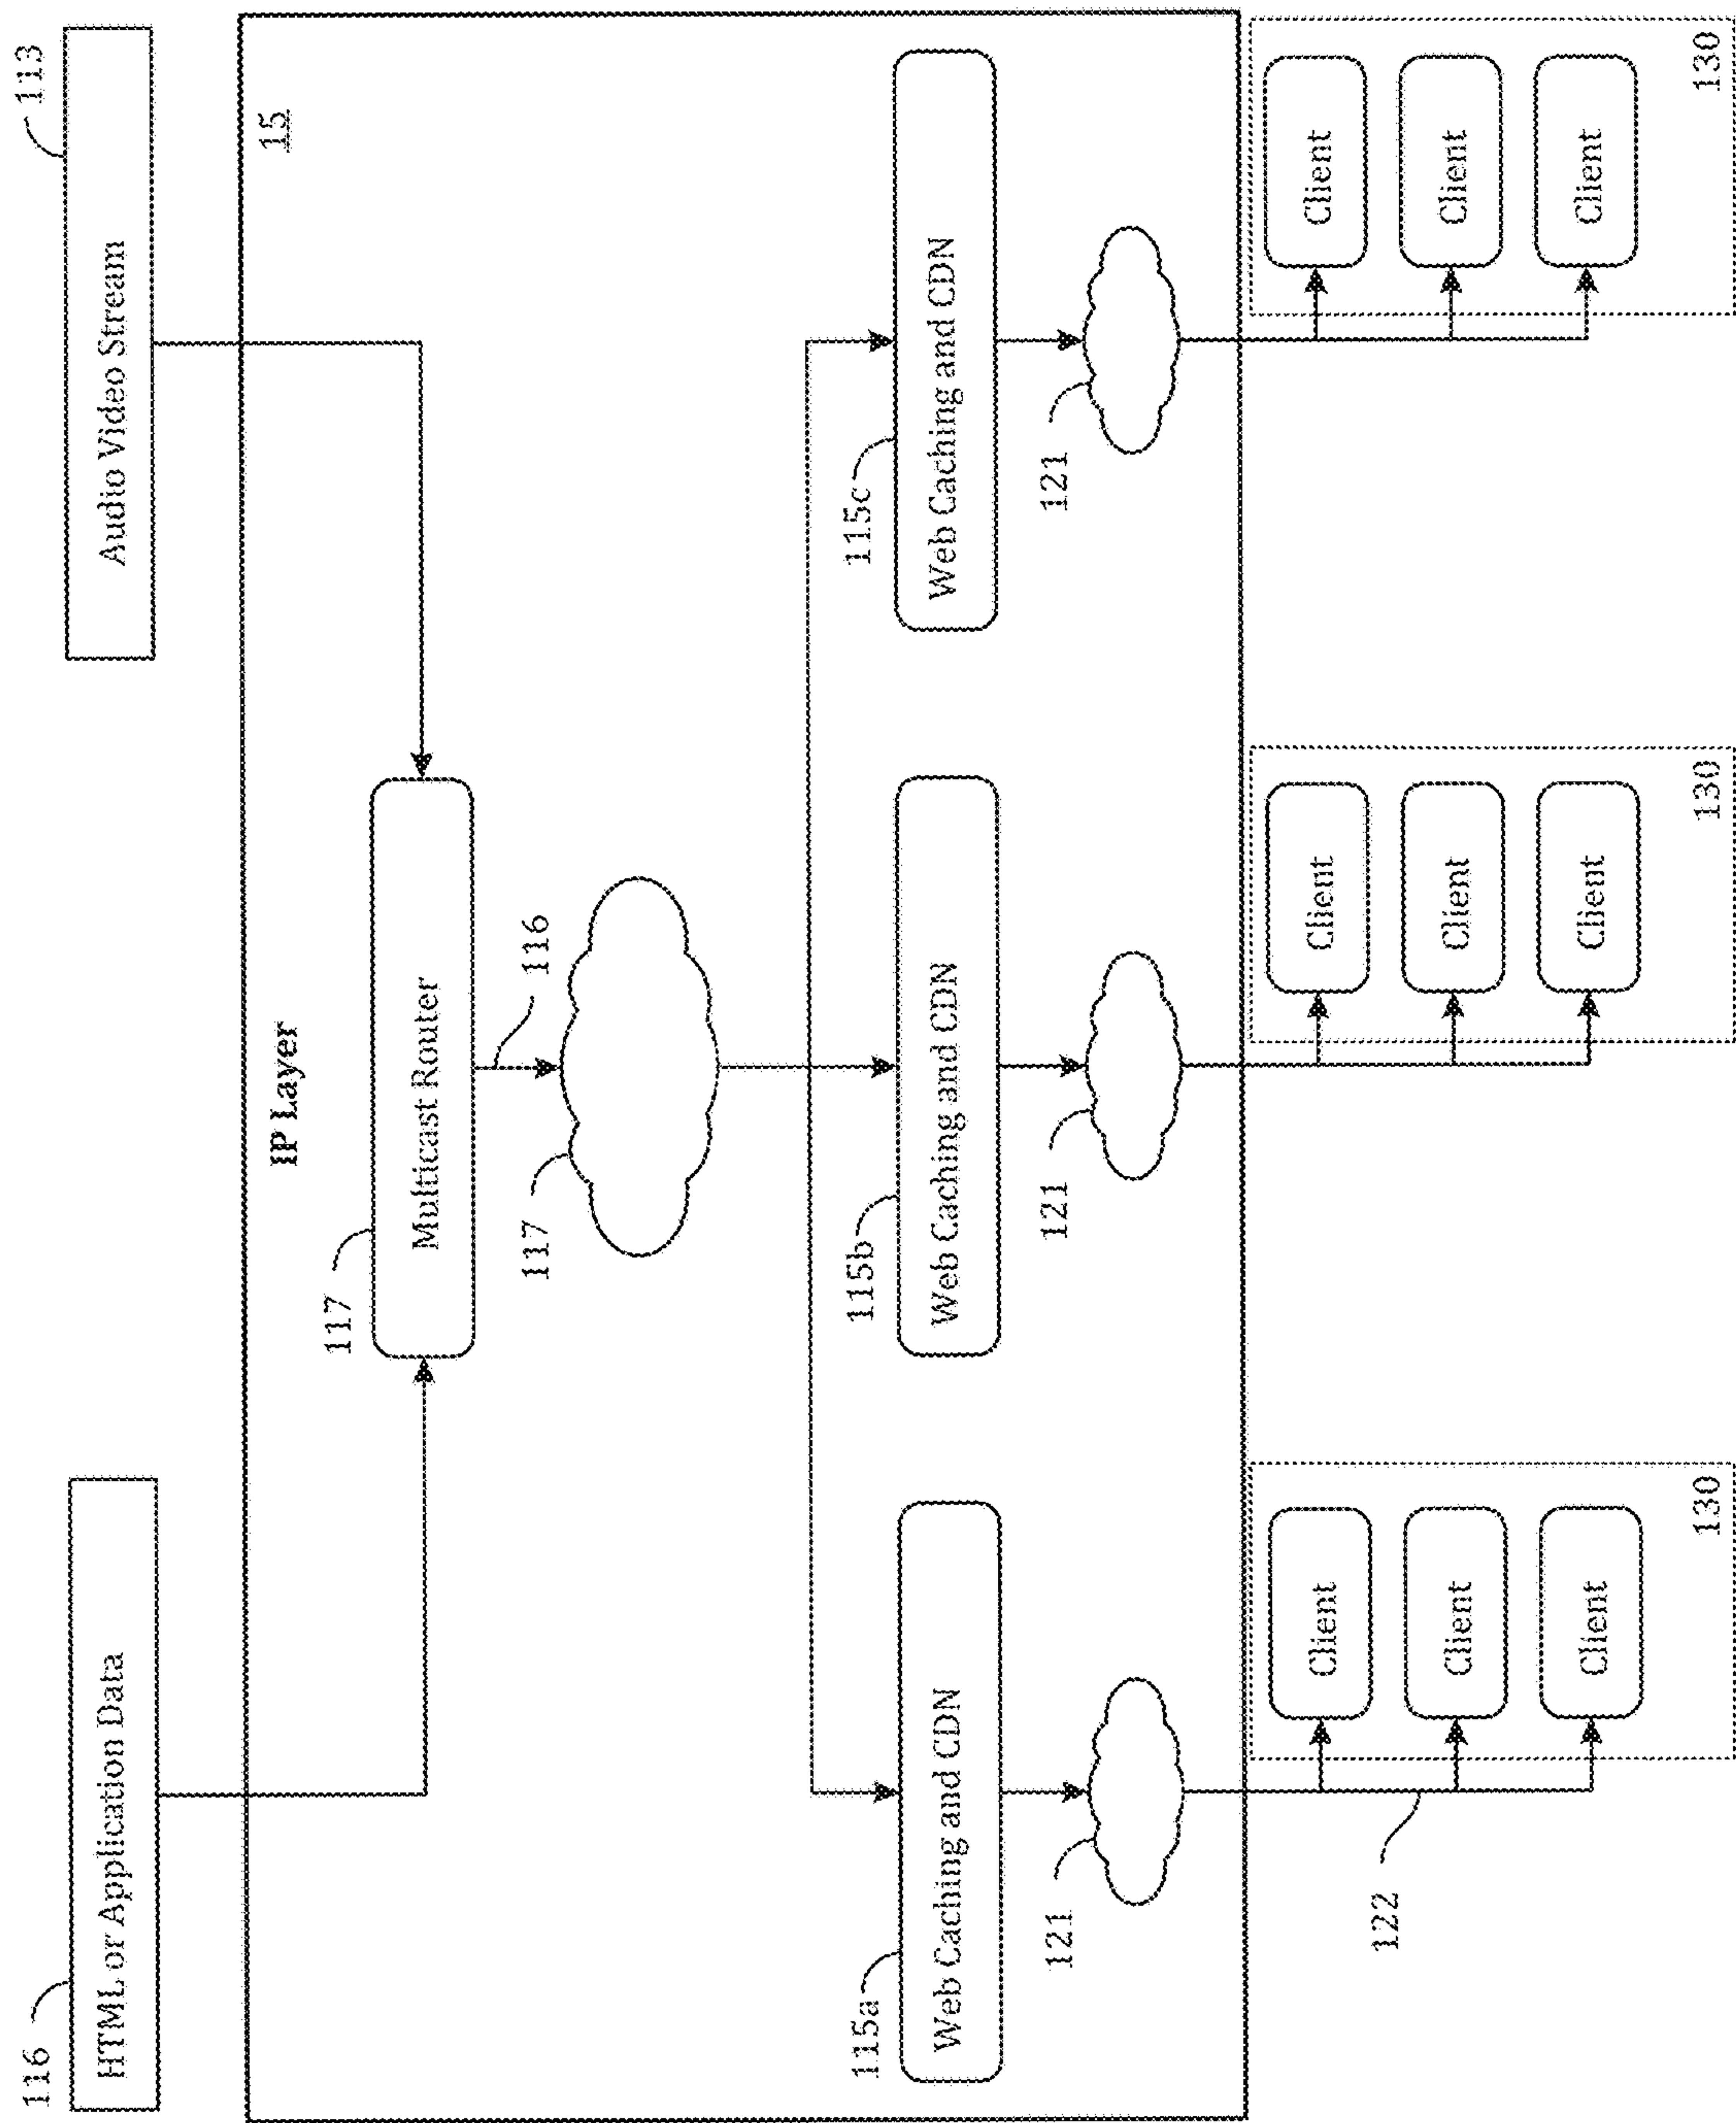 116
113
HTML or Application Data
Audio Video Stream
IP Layer
15
117
Multicast Router
116
117
115a
115b
115c
Web Caching and CDN
Web Caching and CDN
Web Caching and CDN
121
121
121
122
Client
Client
Client
130
Client
Client
Client
130
Client
Client
Client
130